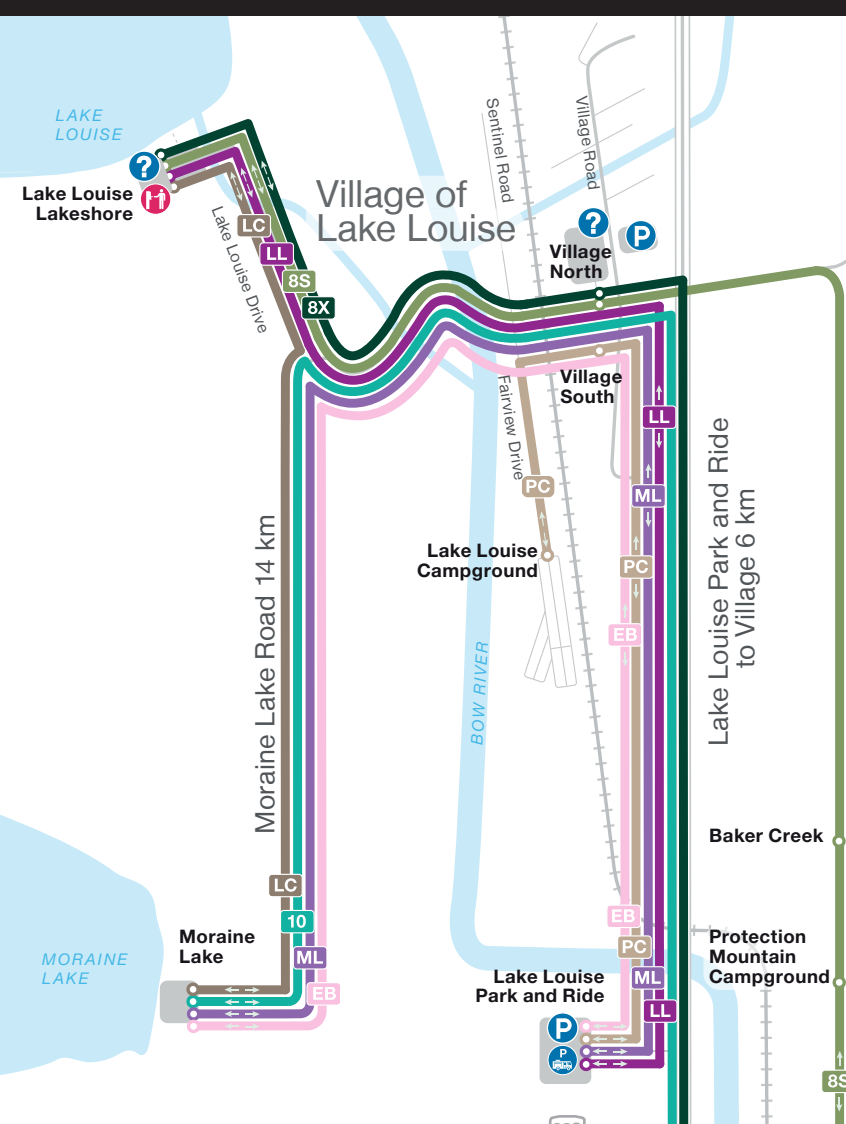 LAKE
LOUISE
?
Lake Louise
Lakeshore
Village of
Lake Louise
Sentinel Road
Village Road
?
P
Village
North
LC
LL
8S
8X
Lake Louise Drive
Village
South
Fairview Drive
LL
PC
ML
Lake Louise Park and Ride
to Village 6 km
Lake Louise
Campground
PC
EB
Moraine Lake Road 14 km
BOW RIVER
Baker Creek
LC
10
EB
Moraine
Lake
ML
PC
Protection
Mountain
Campground
MORAINE
LAKE
EB
Lake Louise
Park and Ride
ML
LL
P
P
8S